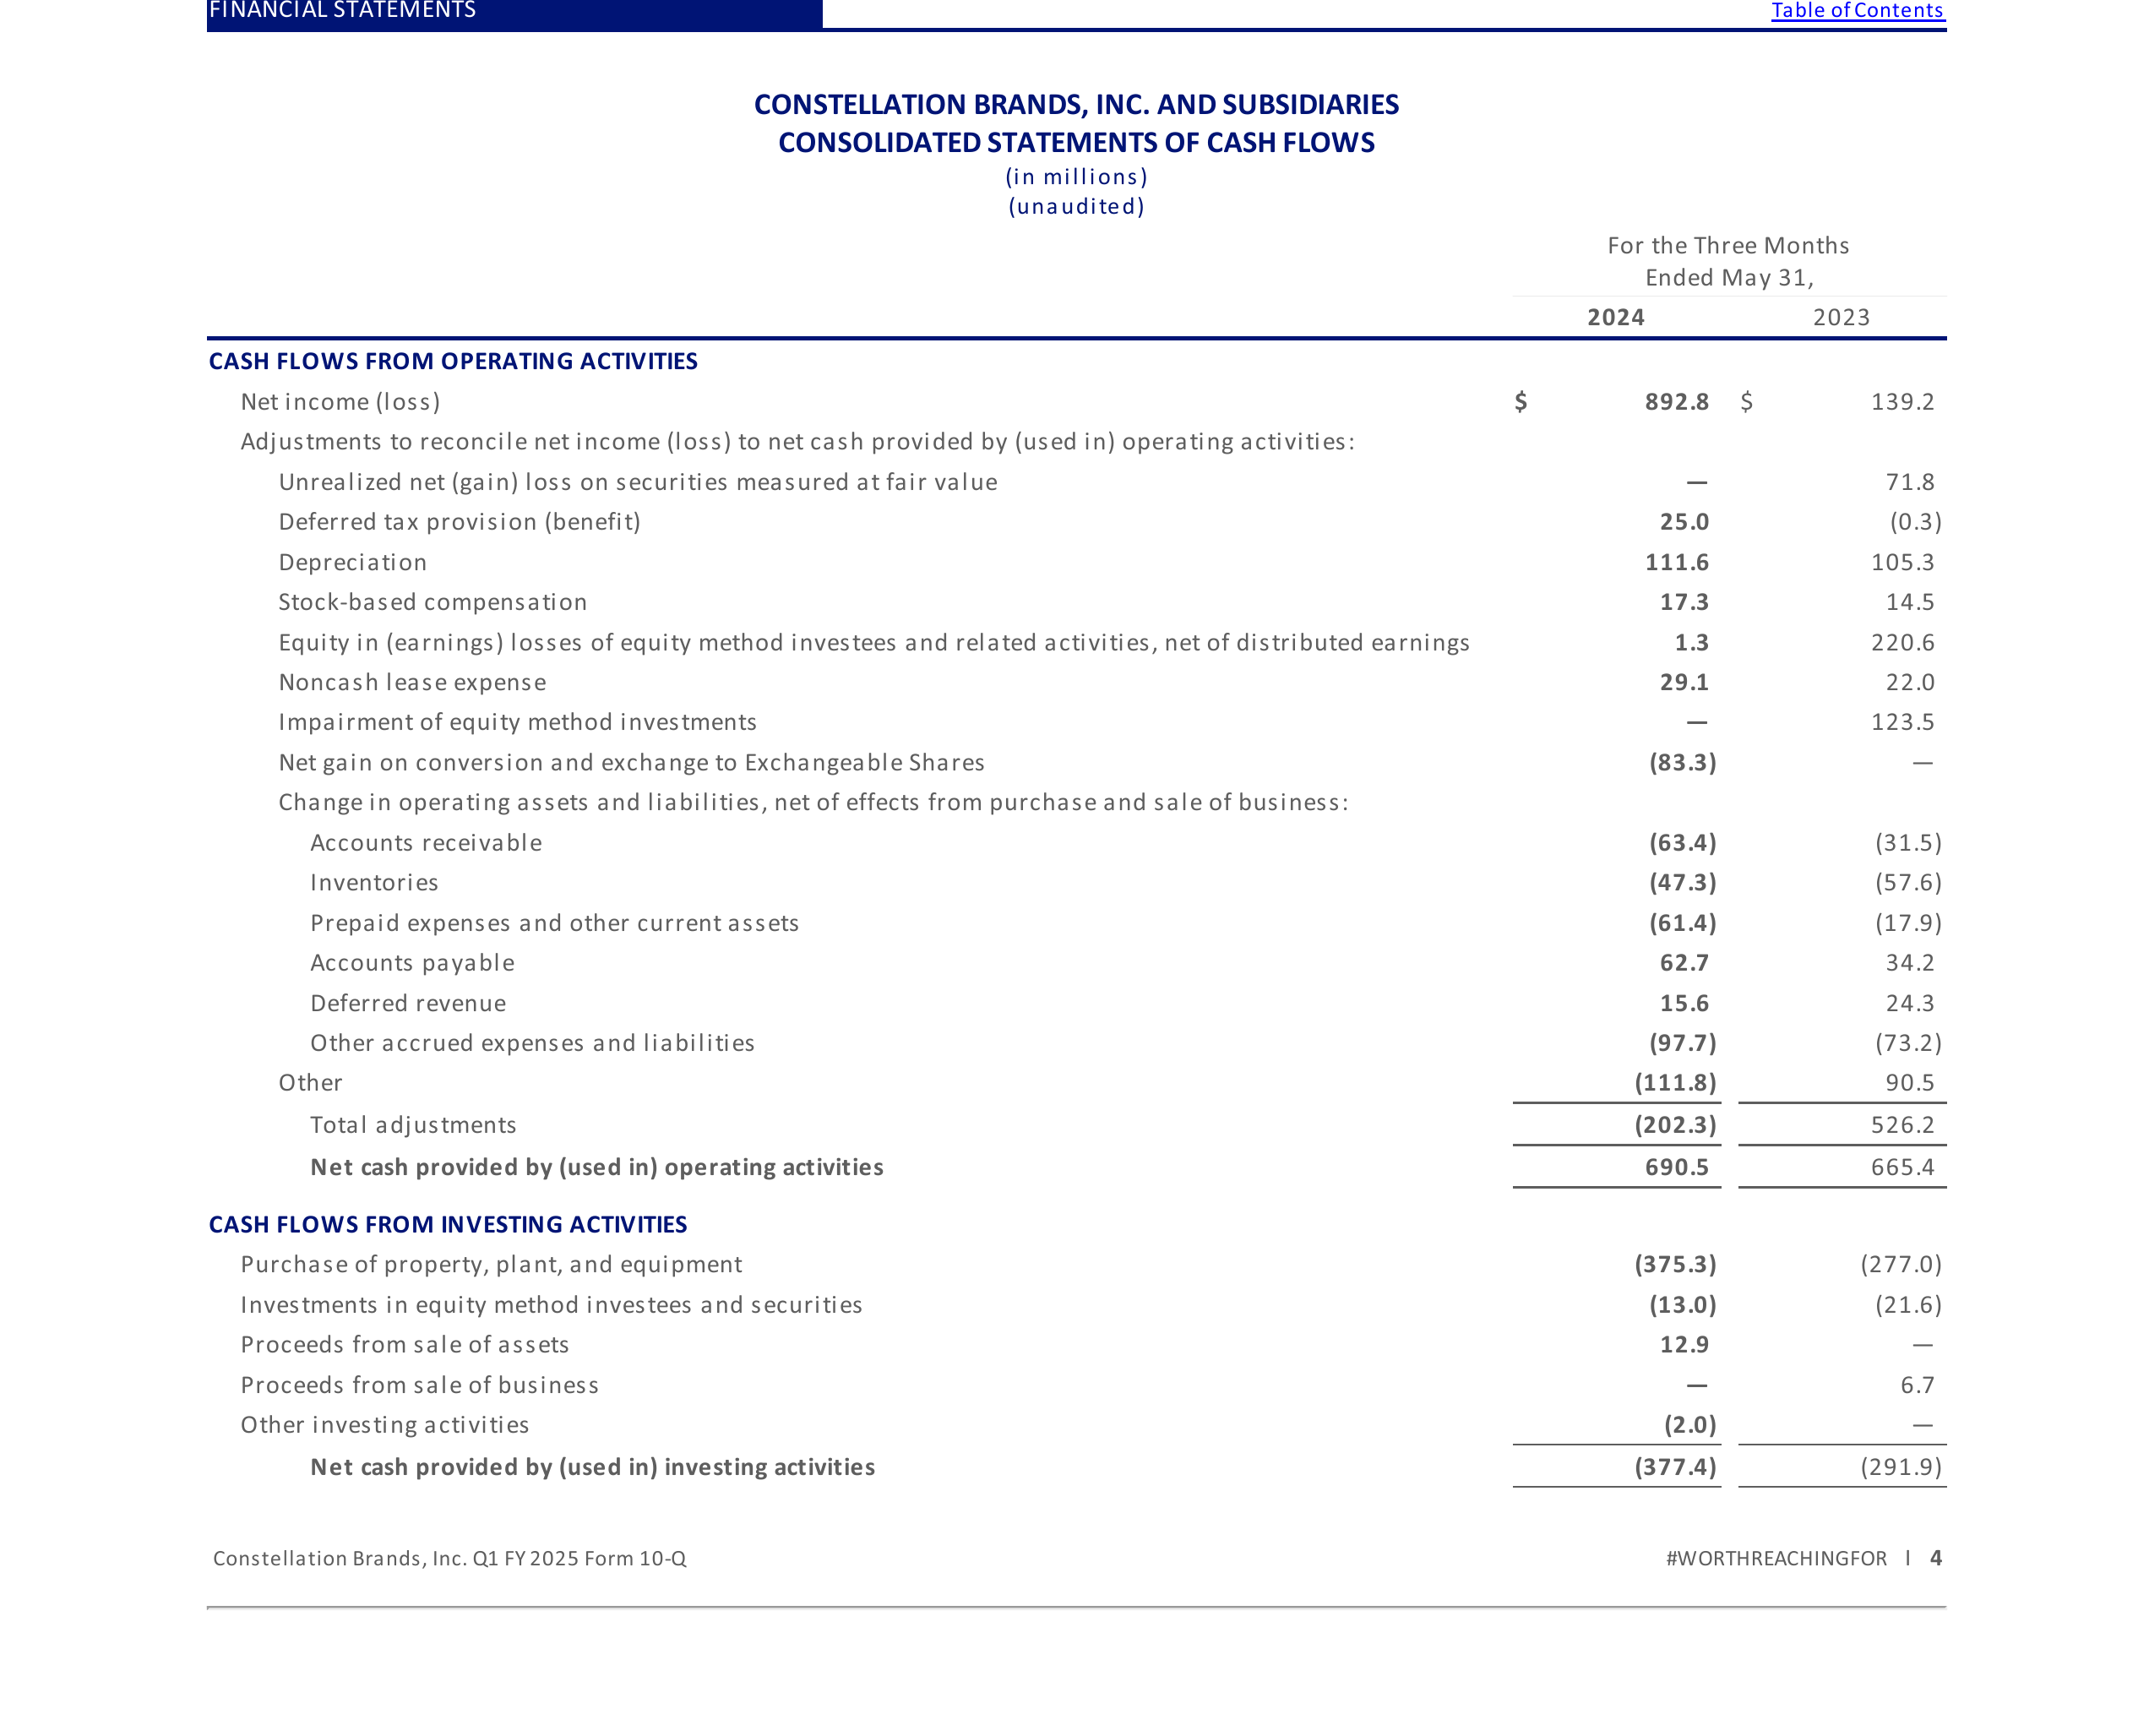 FINANCIAL STATEMENTS Table of Contents
CONSTELLATION BRANDS, INC. AND SUBSIDIARIES
CONSOLIDATED STATEMENTS OF CASH FLOWS
(in millions)
(unaudited)
For the Three Months
Ended May 31,
2024 2023
CASH FLOWS FROM OPERATING ACTIVITIES
Net income (loss) $ 892.8 $ 139.2
Adjustments to reconcile net income (loss) to net cash provided by (used in) operating activities:
Unrealized net (gain) loss on securities measured at fair value — 71.8
Deferred tax provision (benefit) 25.0 (0.3)
Depreciation 111.6 105.3
Stock-based compensation 17.3 14.5
Equity in (earnings) losses of equity method investees and related activities, net of distributed earnings 1.3 220.6
Noncash lease expense 29.1 22.0
Impairment of equity method investments — 123.5
Net gain on conversion and exchange to Exchangeable Shares (83.3) —
Change in operating assets and liabilities, net of effects from purchase and sale of business:
Accounts receivable (63.4) (31.5)
Inventories (47.3) (57.6)
Prepaid expenses and other current assets (61.4) (17.9)
Accounts payable 62.7 34.2
Deferred revenue 15.6 24.3
Other accrued expenses and liabilities (97.7) (73.2)
Other (111.8) 90.5
Total adjustments (202.3) 526.2
Net cash provided by (used in) operating activities 690.5 665.4
CASH FLOWS FROM INVESTING ACTIVITIES
Purchase of property, plant, and equipment (375.3) (277.0)
Investments in equity method investees and securities (13.0) (21.6)
Proceeds from sale of assets 12.9 —
Proceeds from sale of business — 6.7
Other investing activities (2.0) —
Net cash provided by (used in) investing activities (377.4) (291.9)
Constellation Brands, Inc. Q1 FY 2025 Form 10-Q #WORTHREACHINGFOR I 4